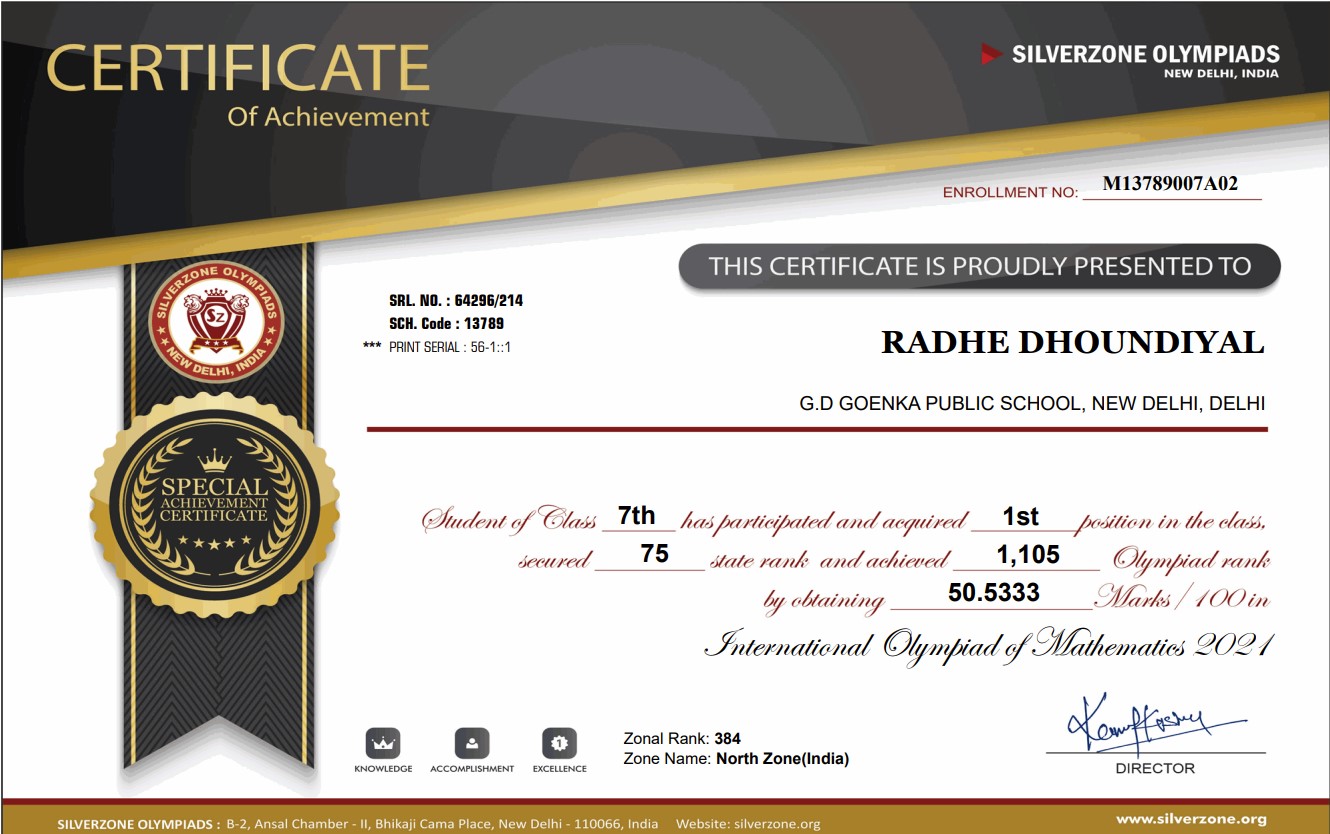 CERTIFICATE
Of Achievement
SILVERZONE OLYMPIADS
NEW DELHI, INDIA
ENROLLMENT NO: M13789007A02
THIS CERTIFICATE IS PROUDLY PRESENTED TO
SILVERZONE OLYMPIADS
SZ
NEW DELHI, INDIA
SRL. NO. : 64296/214
SCH. Code : 13789
*** PRINT SERIAL : 56-1::1
RADHE DHOUNDIYAL
G.D GOENKA PUBLIC SCHOOL, NEW DELHI, DELHI
SPECIAL
ACHIEVEMENT
CERTIFICATE
Student of Class 7th has participated and acquired 1st position in the class,
secured 75 state rank and achieved 1,105 Olympiad rank
by obtaining 50.5333 Marks / 100 in
International Olympiad of Mathematics 2021
KNOWLEDGE
ACCOMPLISHMENT
1
EXCELLENCE
Zonal Rank: 384
Zone Name: North Zone(India)
DIRECTOR
SILVERZONE OLYMPIADS : B-2, Ansal Chamber - II, Bhikaji Cama Place, New Delhi - 110066, India Website: silverzone.org
www.silverzone.org